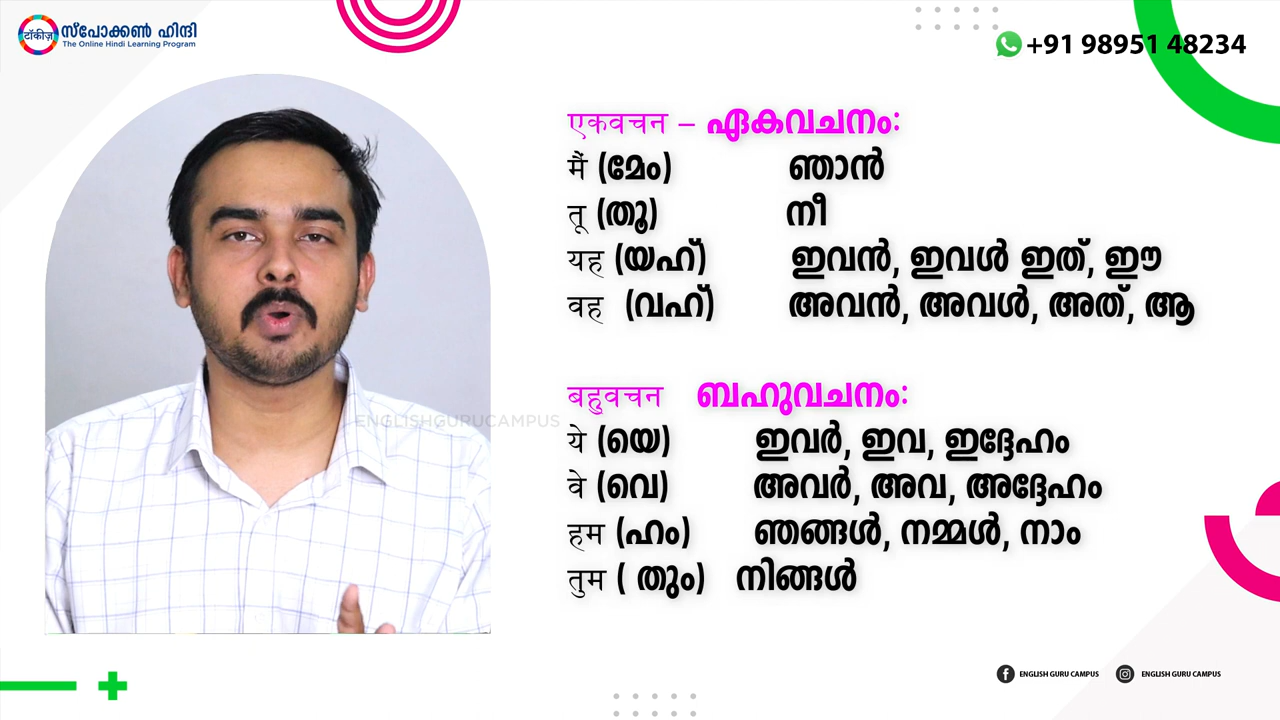 टॉकीज़ സ്പോക്കൺ ഹിന്ദി
The Online Hindi Learning Program
+91 98951 48234
एकवचन – ഏകവചനം:
मैं (മേം) ഞാൻ
तू (തൂ) നീ
यह (യഹ്) ഇവൻ, ഇവൾ ഇത്, ഈ
वह (വഹ്) അവൻ, അവൾ, അത്, ആ
बहुवचन ബഹുവചനം:
ये (യെ) ഇവർ, ഇവ, ഇദ്ദേഹം
वे (വെ) അവർ, അവ, അദ്ദേഹം
हम (ഹം) ഞങ്ങൾ, നമ്മൾ, നാം
तुम ( തും) നിങ്ങൾ
ENGLISHGURUCAMPUS
ENGLISH GURU CAMPUS ENGLISH GURU CAMPUS